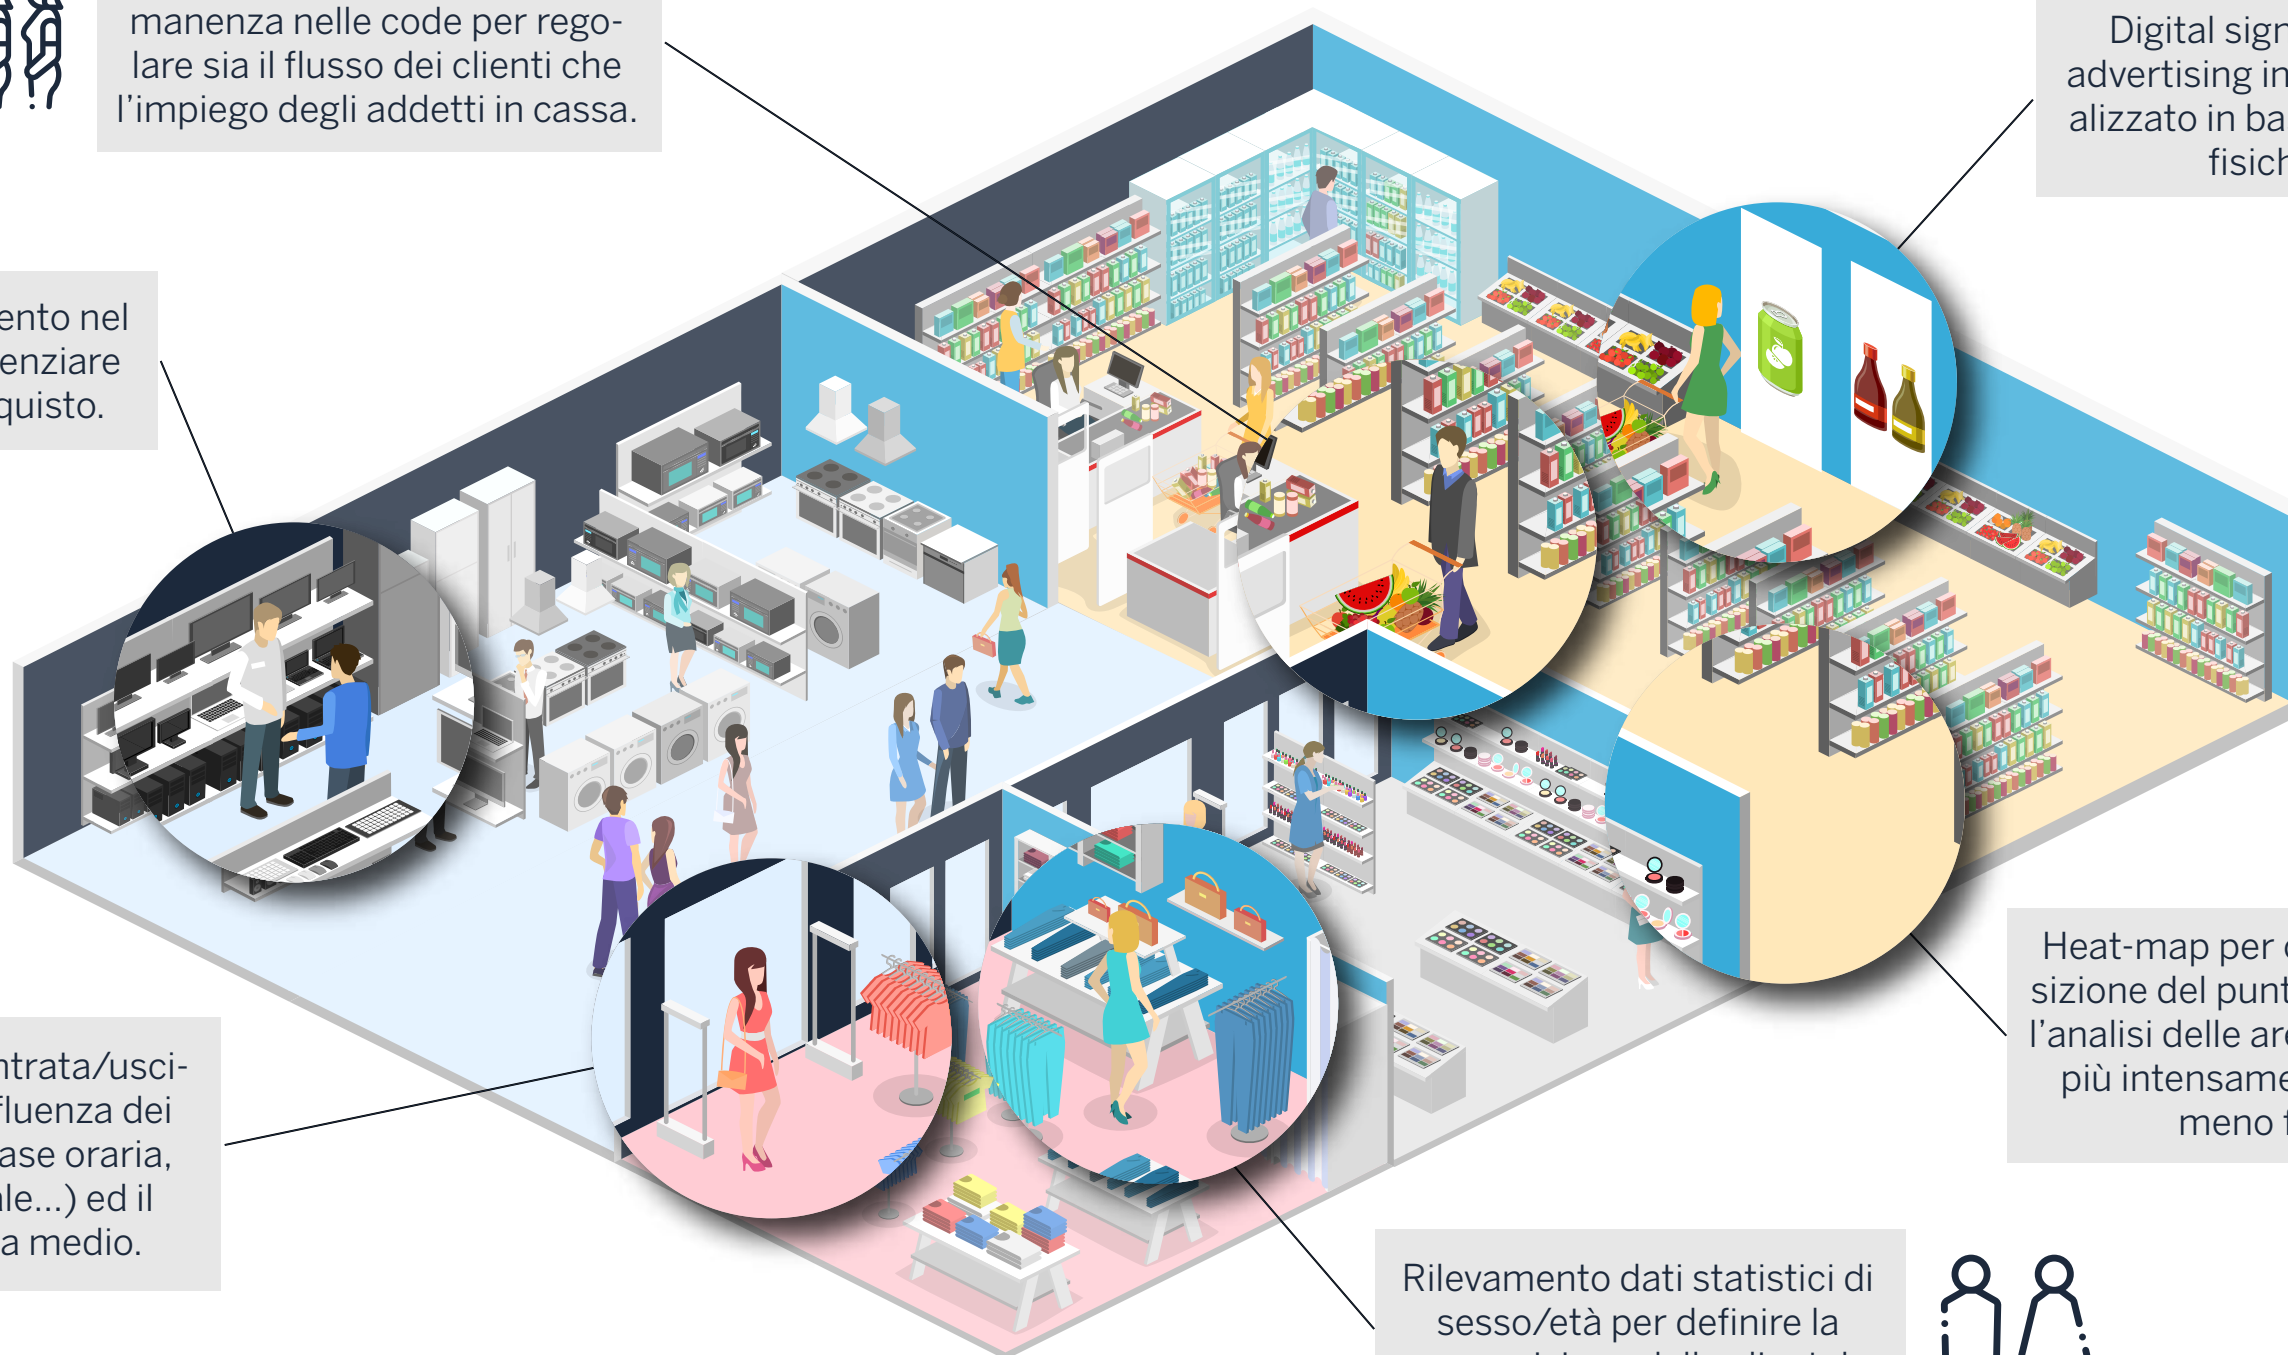 manenza nelle code per rego-
lare sia il flusso dei clienti che
l'impiego degli addetti in cassa.
Digital sign
advertising in
alizzato in ba
fisich
ento nel
enziare
quisto.
Heat-map per
sizione del punt
l'analisi delle are
più intensame
meno f
ntrata/usci-
fluenza dei
ase oraria,
ale...) ed il
a medio.
Rilevamento dati statistici di
sesso/età per definire la